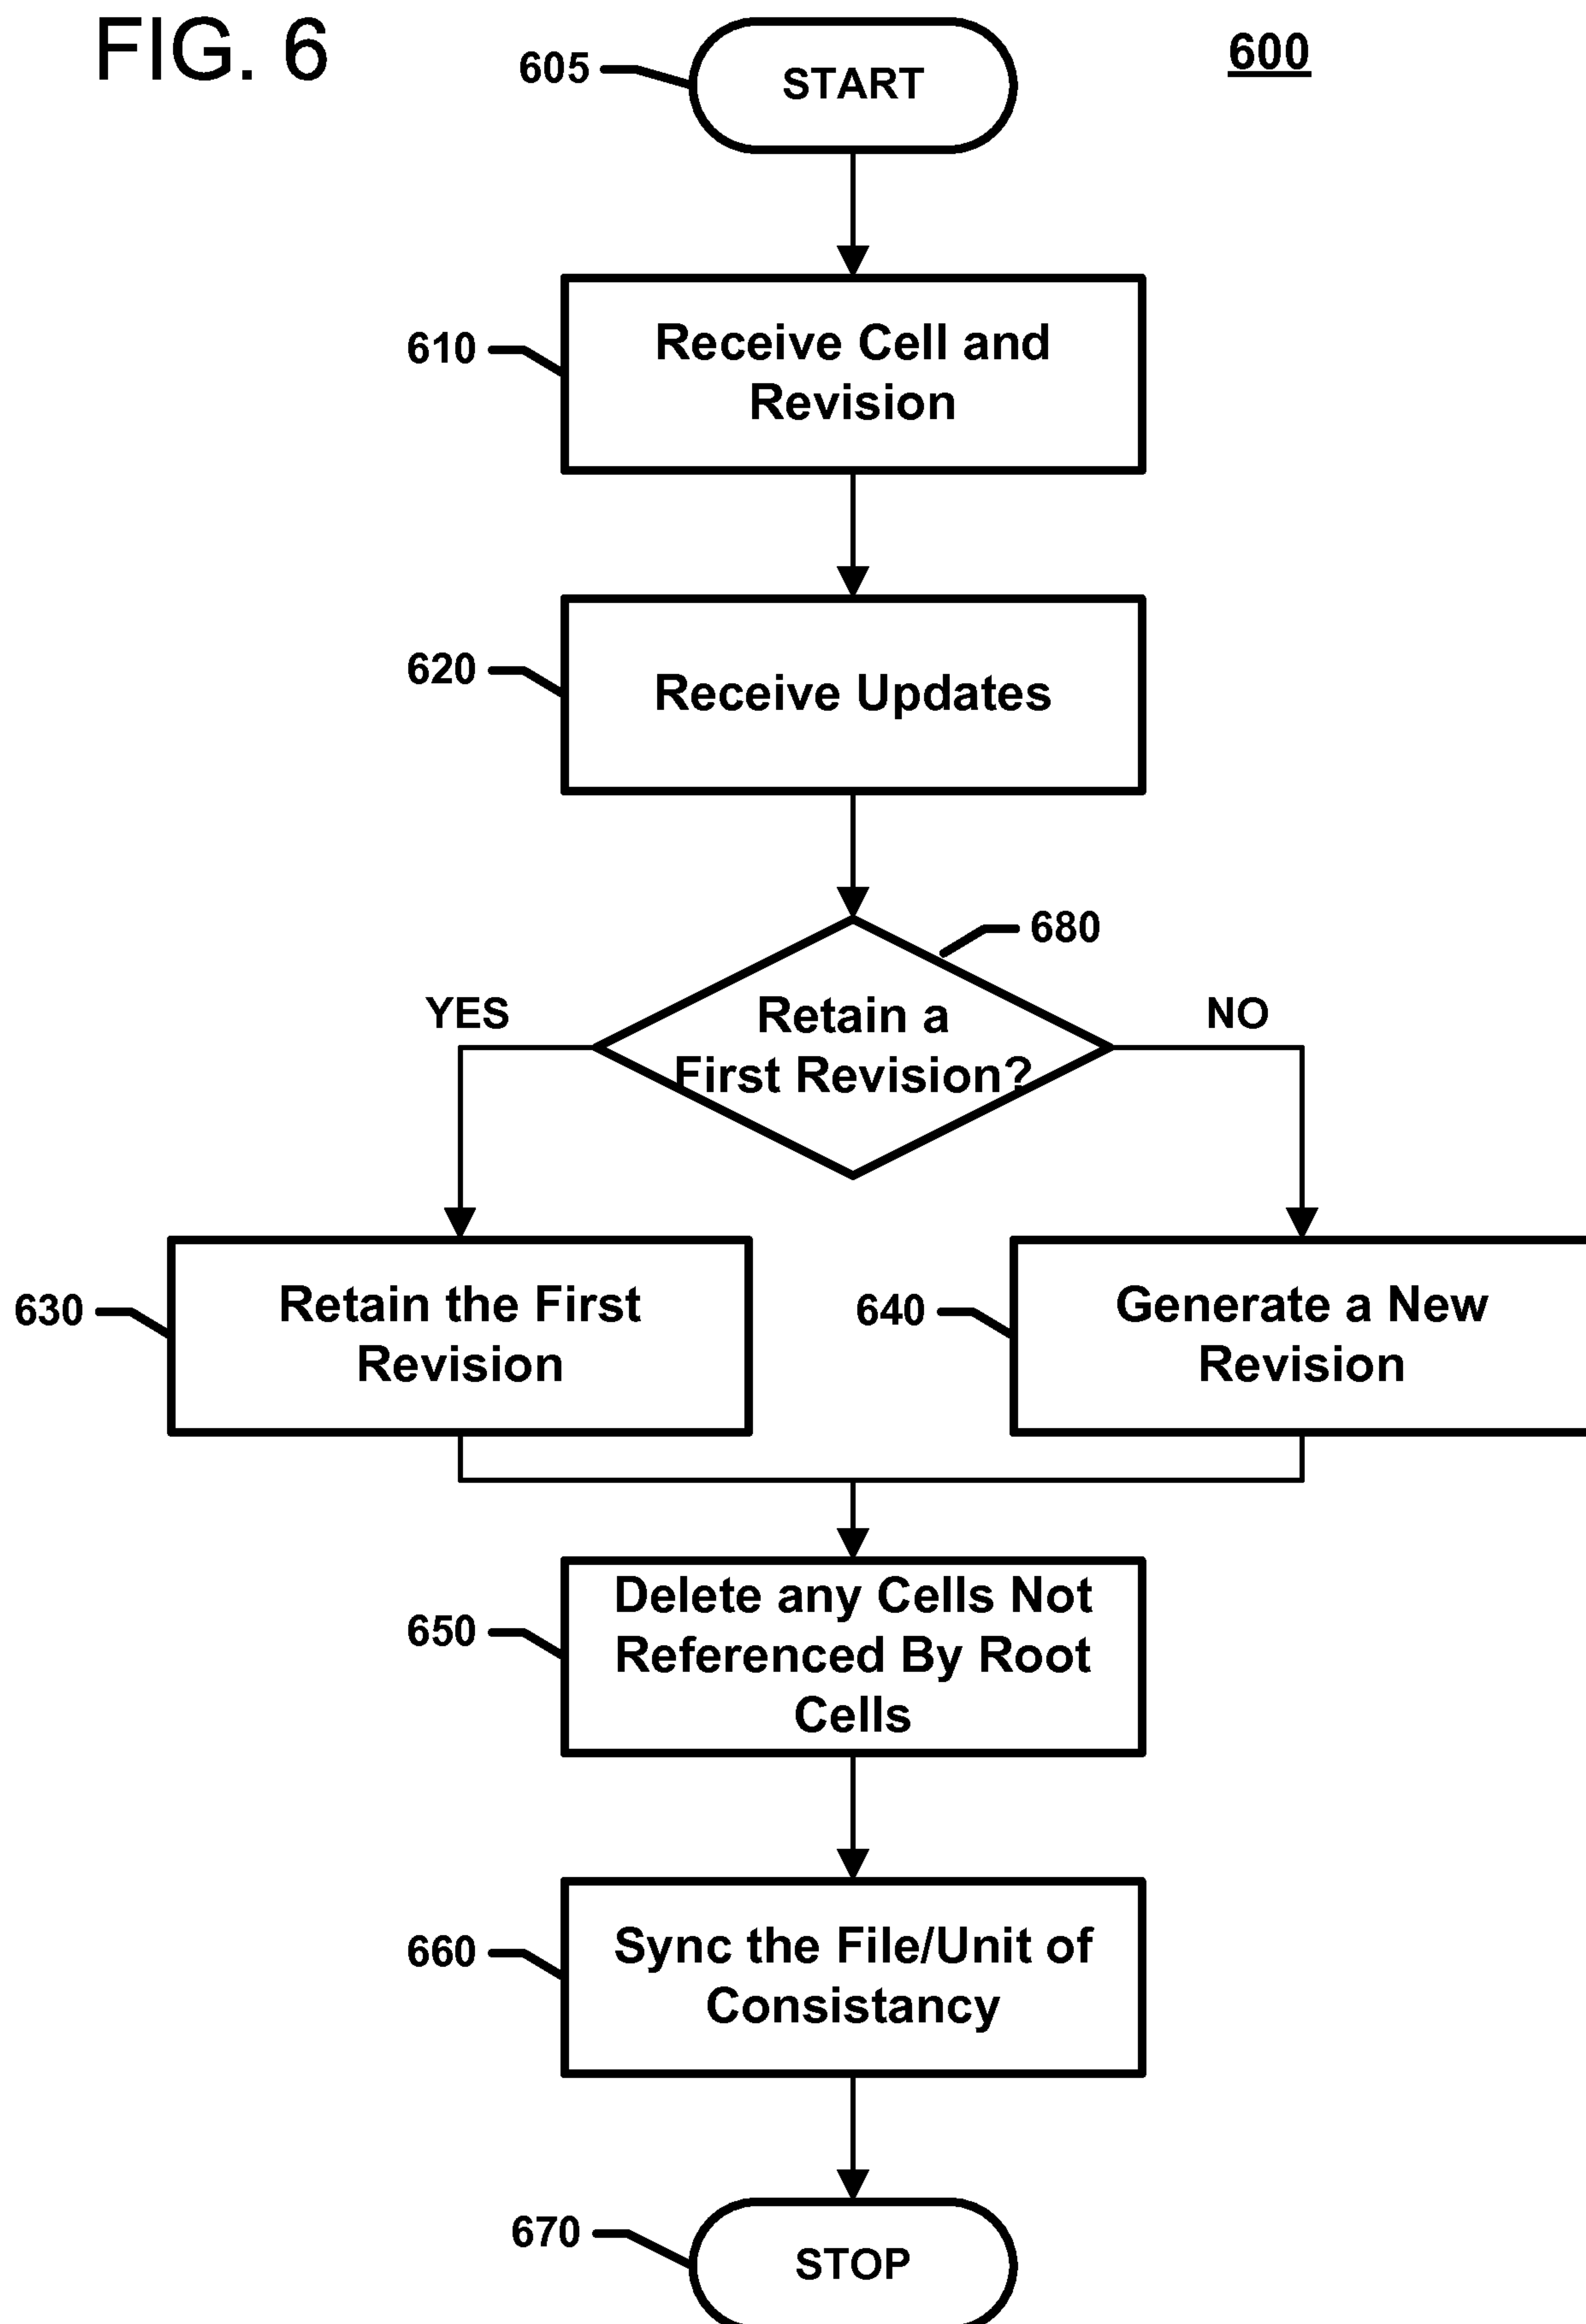 FIG. 6
600
605
START
610
Receive Cell and
Revision
620
Receive Updates
680
YES
Retain a
First Revision?
NO
630
Retain the First
Revision
640
Generate a New
Revision
650
Delete any Cells Not
Referenced By Root
Cells
660
Sync the File/Unit of
Consistancy
670
STOP